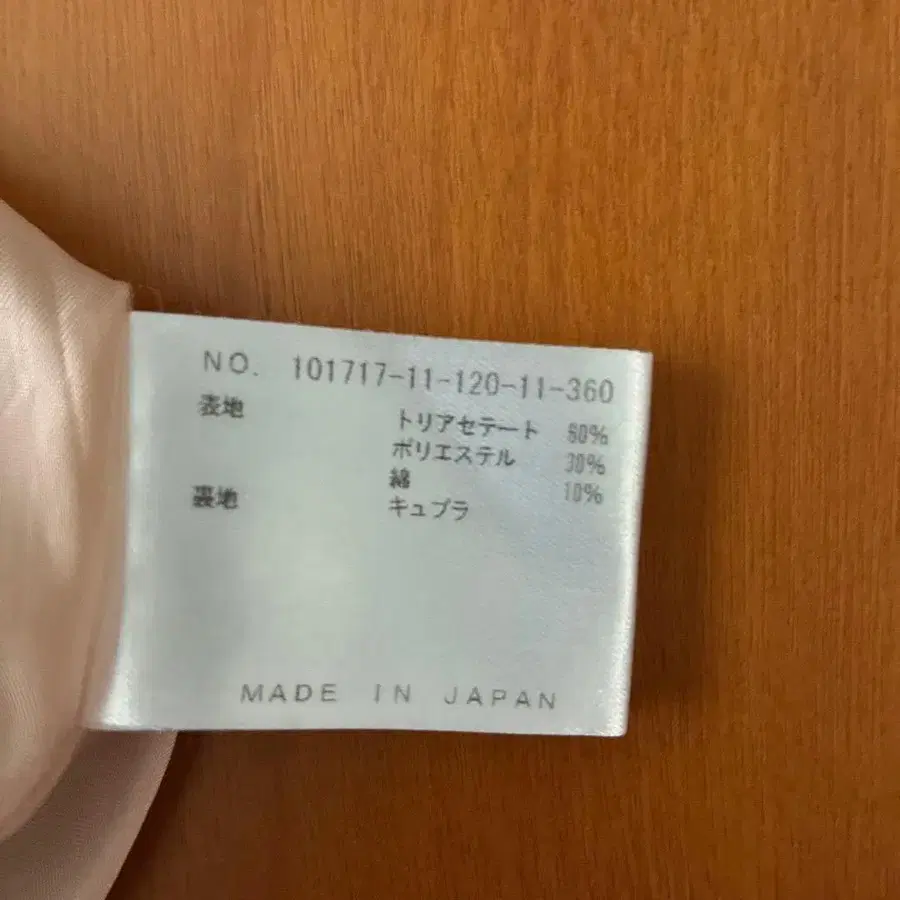 NO. 101717-11-120-11-360
表地 トリアセテート 60%
ポリエステル 30%
綿 10%
裏地 キュプラ
MADE IN JAPAN